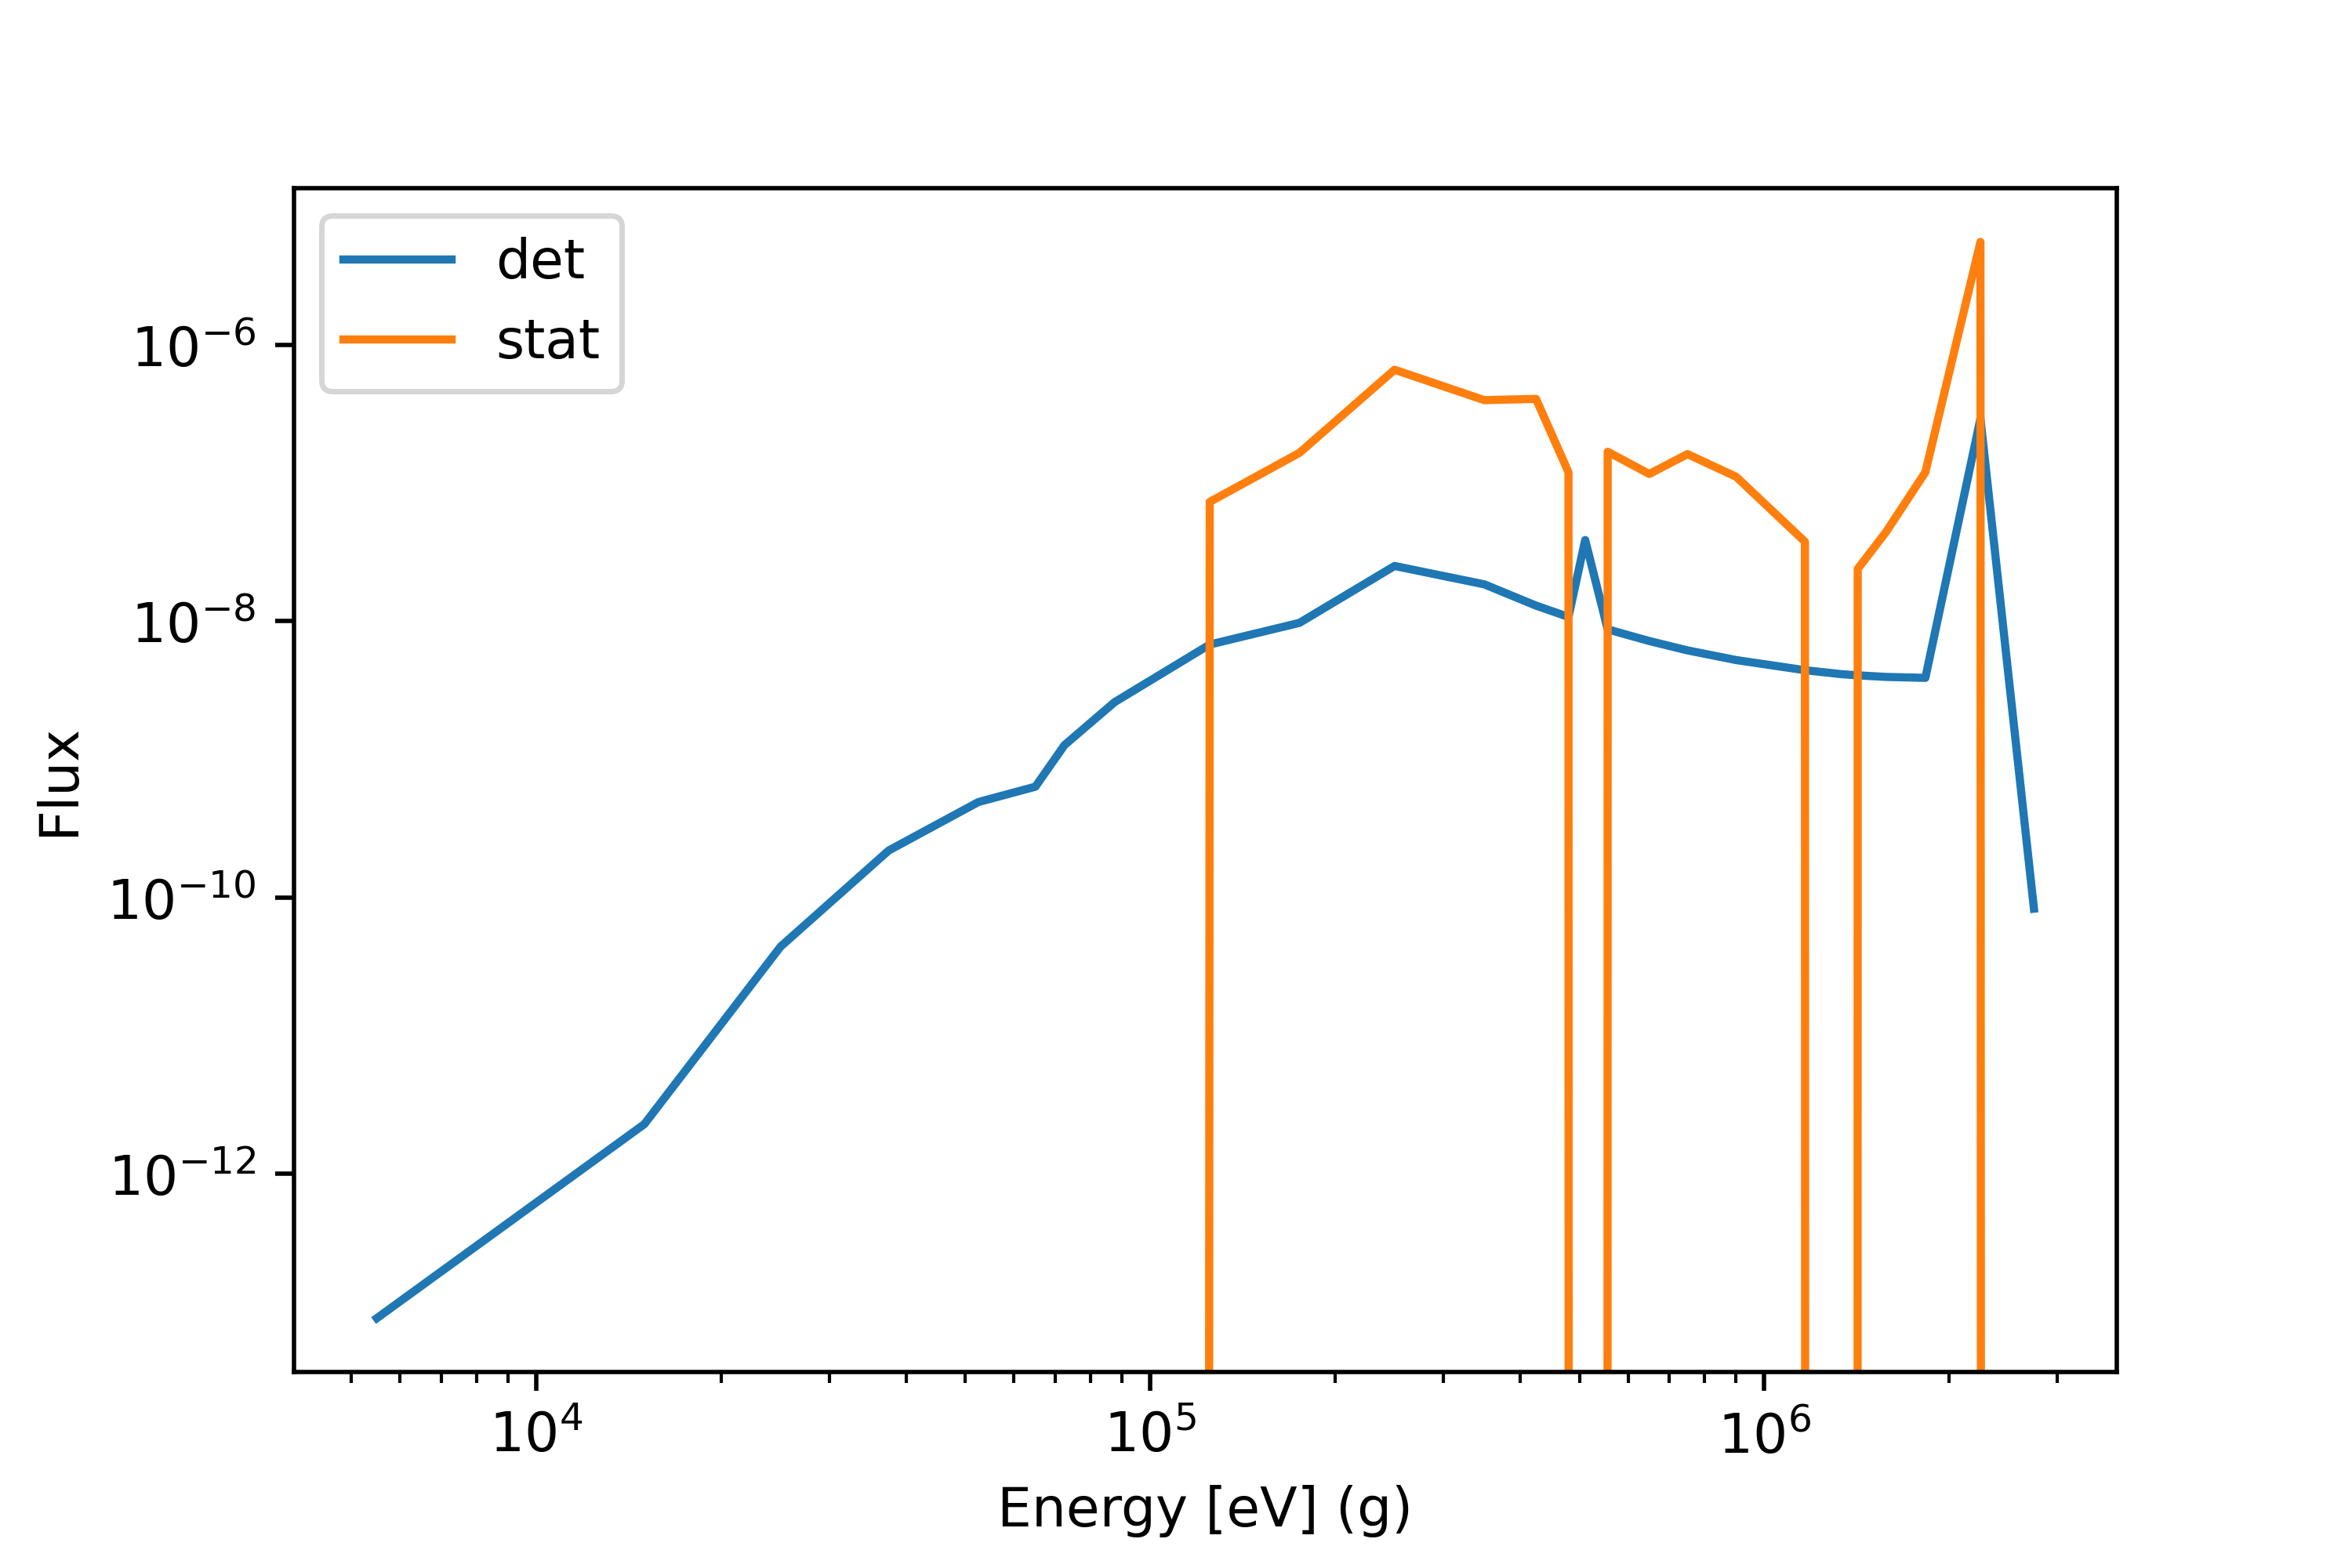 det
stat
Flux
10⁻⁶
10⁻⁸
10⁻¹⁰
10⁻¹²
10⁴ 10⁵ 10⁶
Energy [eV] (g)